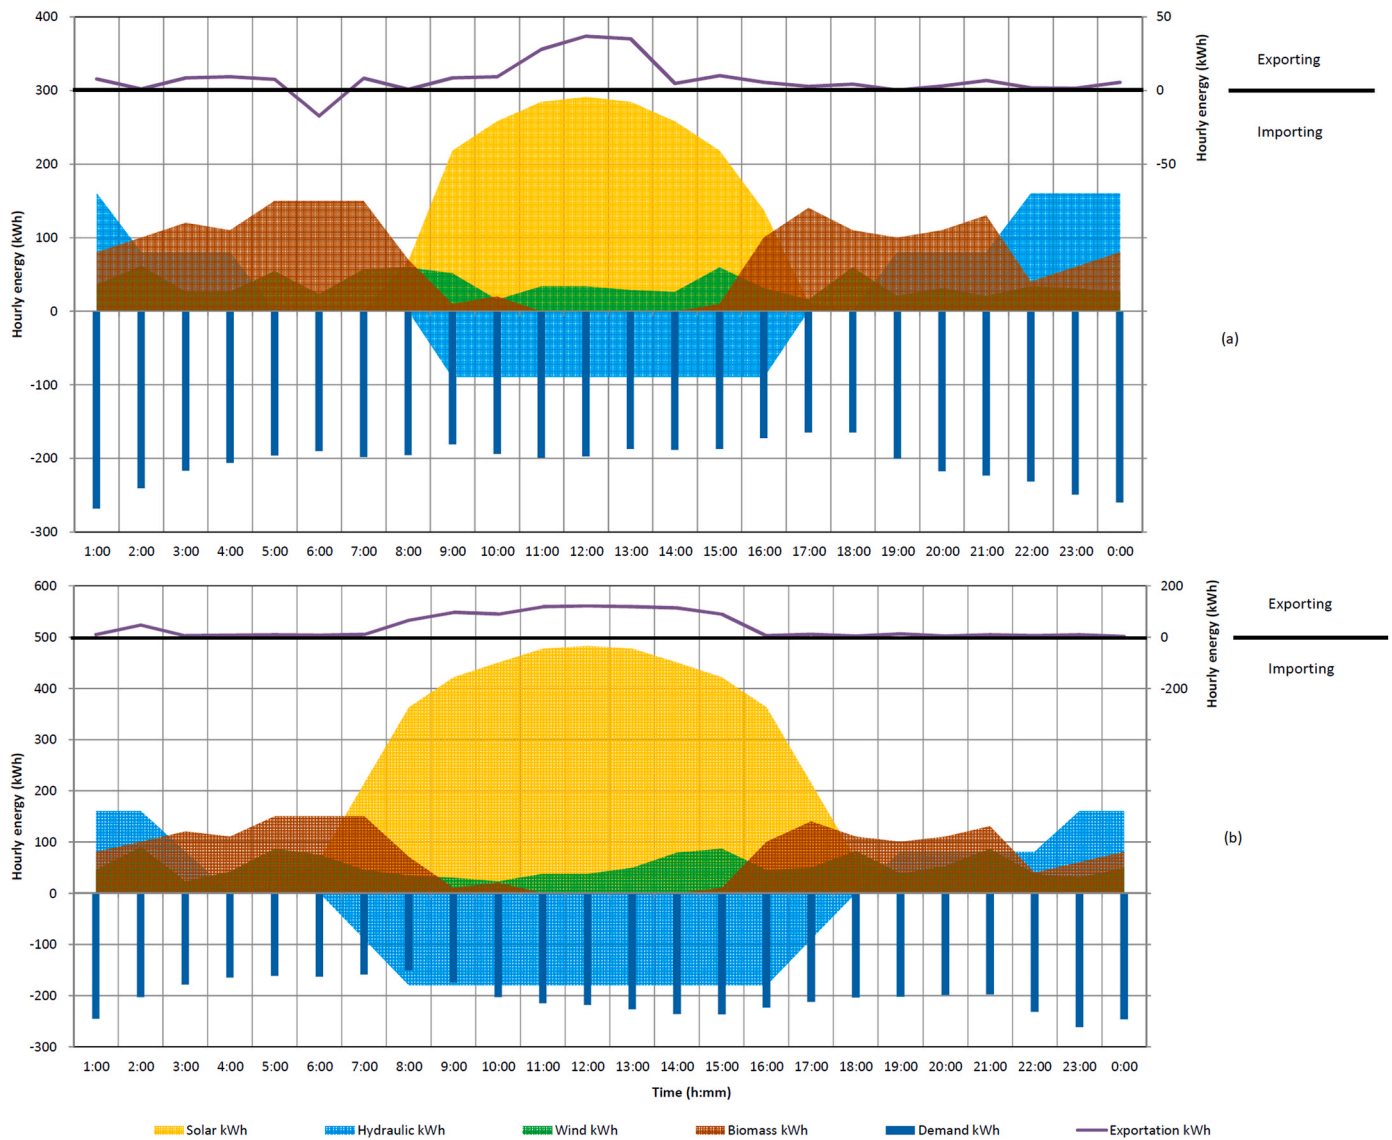 400
300
200
100
0
-100
-200
-300
Hourly energy (kWh)
50
0
-50
Hourly energy (kWh)
Exporting
Importing
(a)
1:00 2:00 3:00 4:00 5:00 6:00 7:00 8:00 9:00 10:00 11:00 12:00 13:00 14:00 15:00 16:00 17:00 18:00 19:00 20:00 21:00 22:00 23:00 0:00
600
500
400
300
200
100
0
-100
-200
-300
Hourly energy (kWh)
200
0
-200
Hourly energy (kWh)
Exporting
Importing
(b)
1:00 2:00 3:00 4:00 5:00 6:00 7:00 8:00 9:00 10:00 11:00 12:00 13:00 14:00 15:00 16:00 17:00 18:00 19:00 20:00 21:00 22:00 23:00 0:00
Time (h:mm)
Solar kWh Hydraulic kWh Wind kWh Biomass kWh Demand kWh Exportation kWh